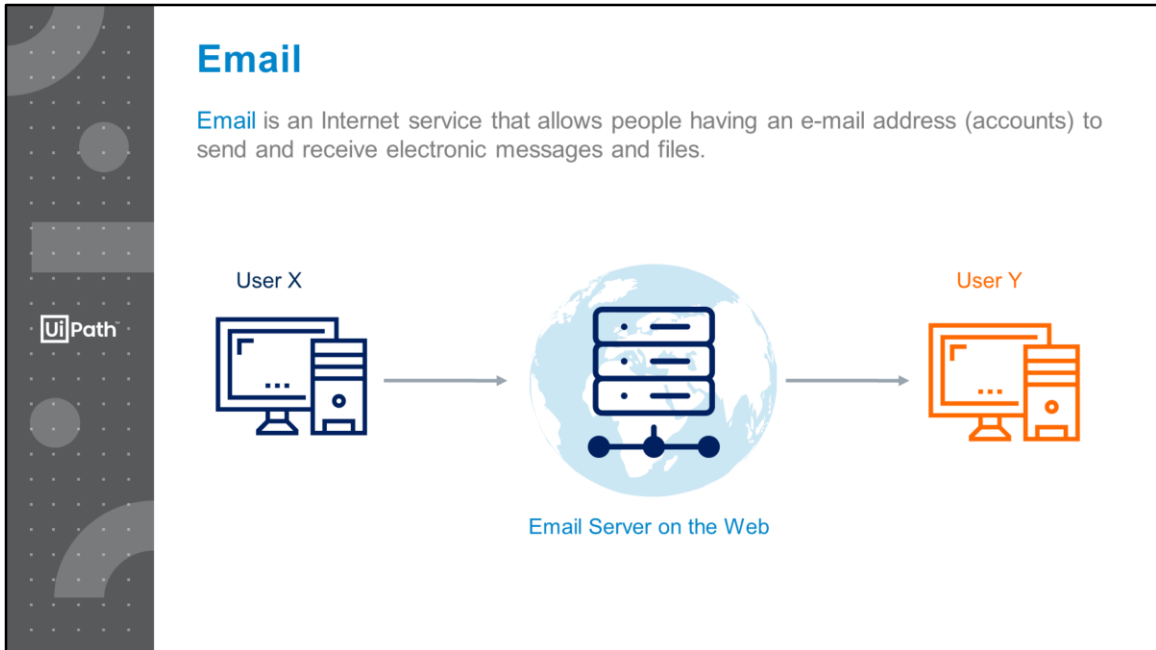 Email
Email is an Internet service that allows people having an e-mail address (accounts) to
send and receive electronic messages and files.
User X
User Y
UiPath™
Email Server on the Web